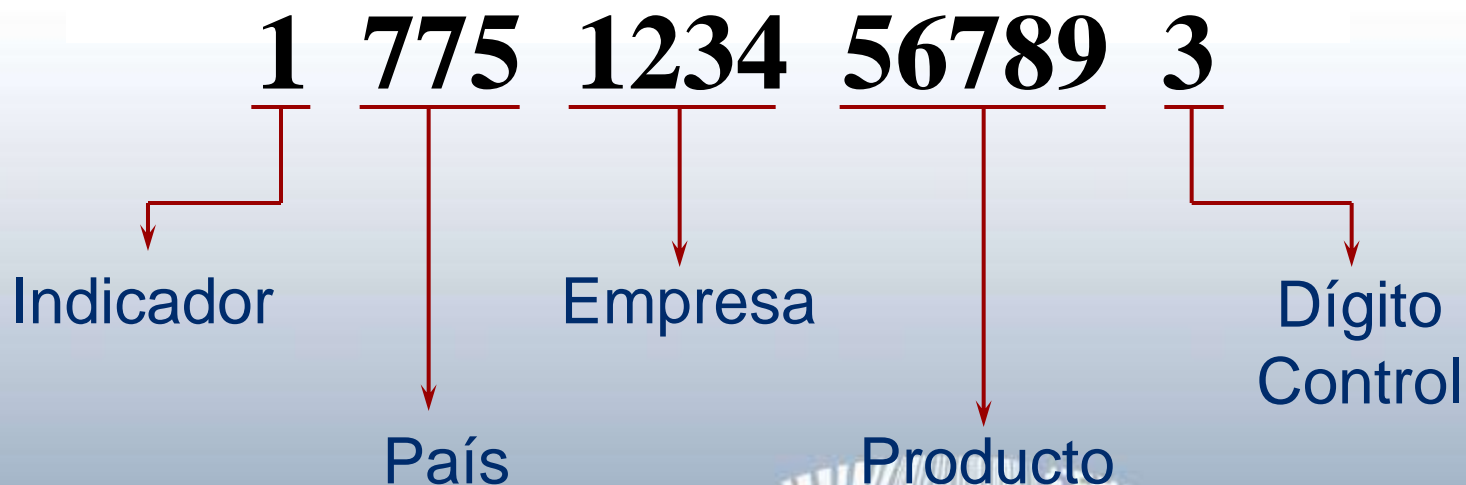 1 775 1234 56789 3
Indicador
Empresa
Dígito
Control
País
Producto